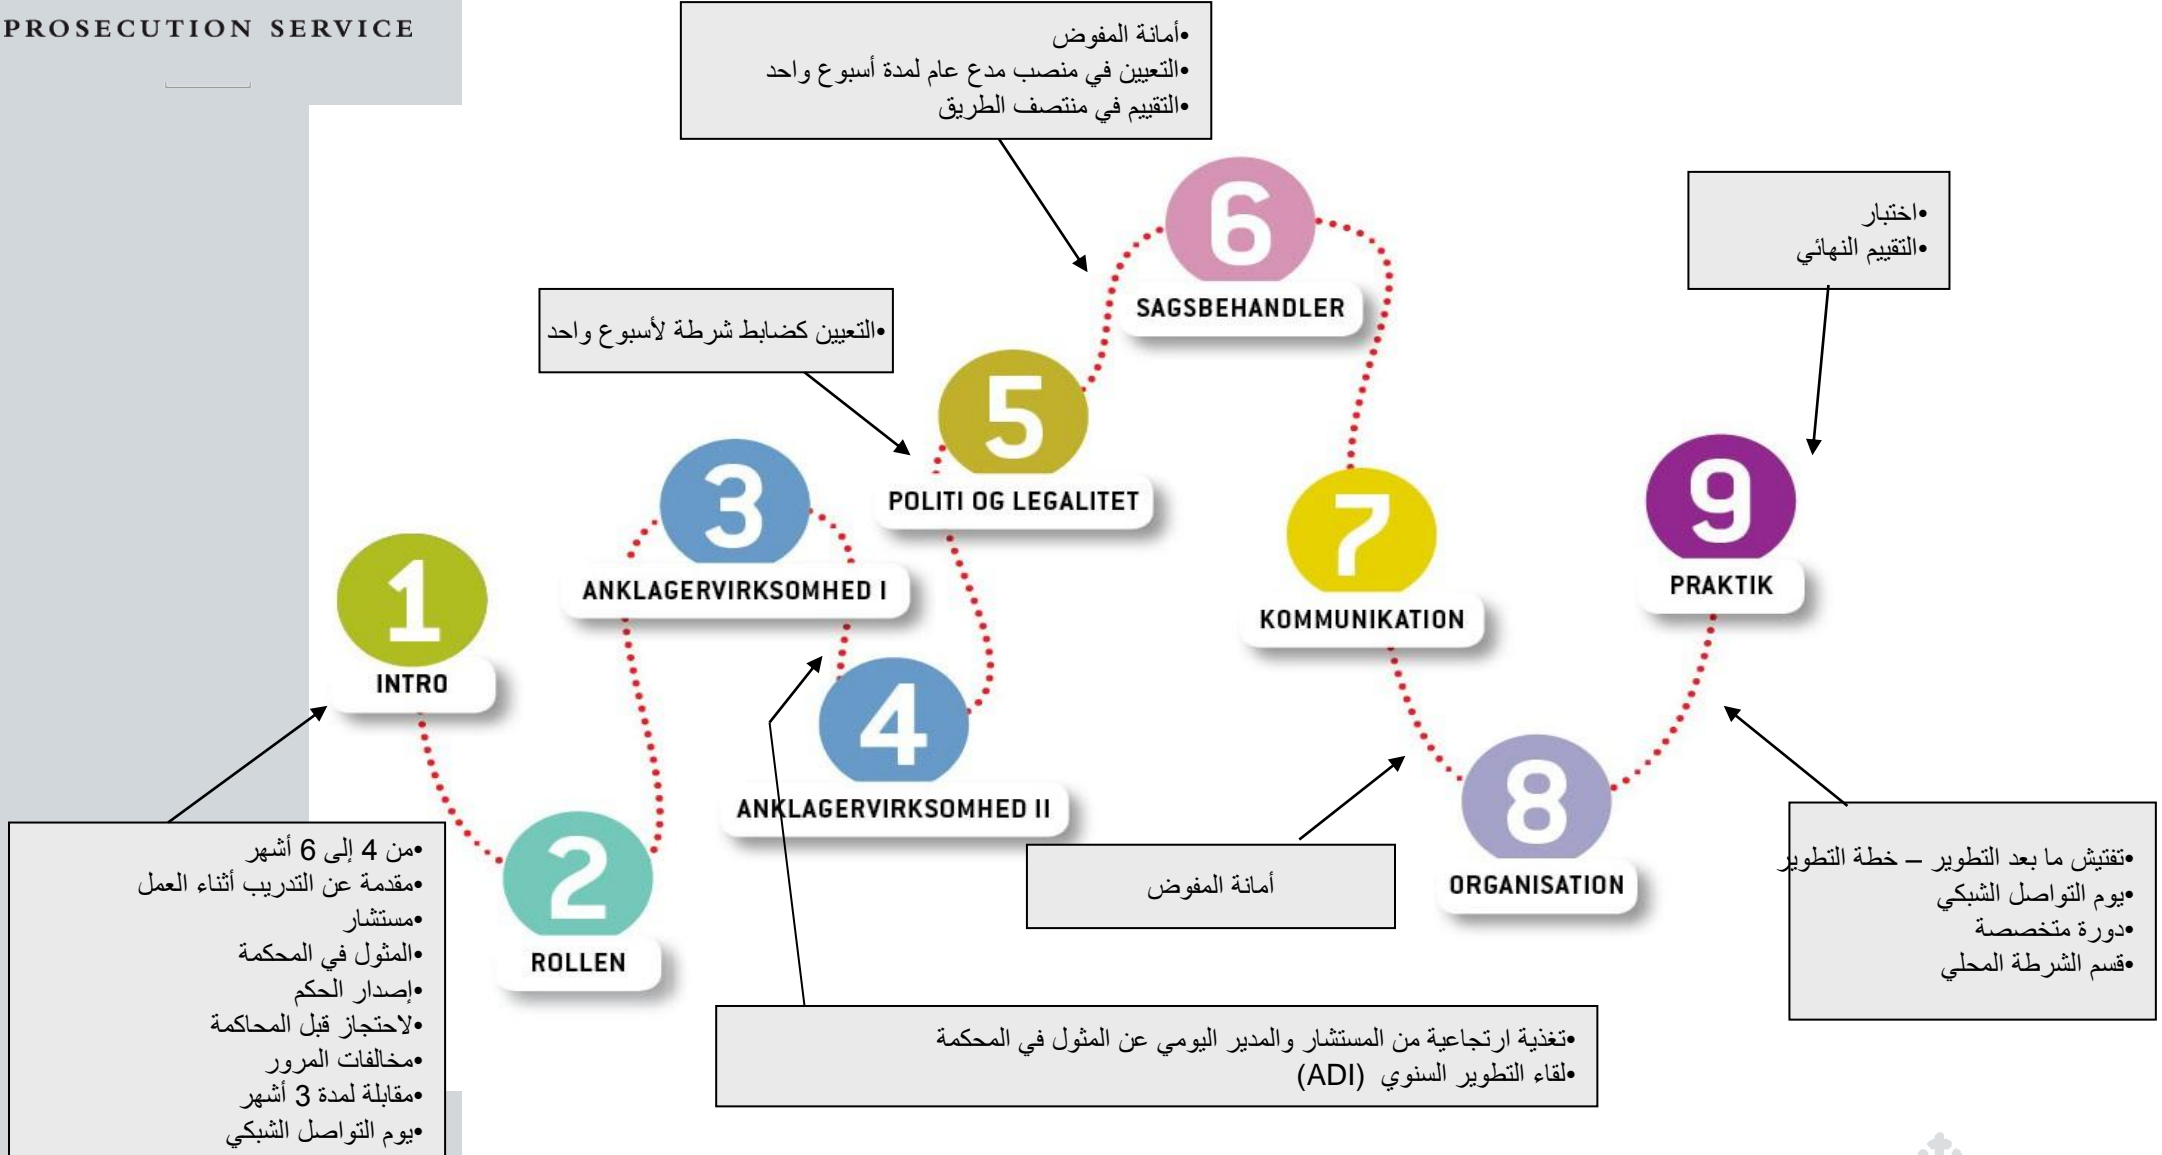 PROSECUTION SERVICE
•أمانة المفوض
•التعيين في منصب مدع عام لمدة أسبوع واحد
•التقييم في منتصف الطريق
•اختبار
•التقييم النهائي
6
SAGSBEHANDLER
•التعيين كضابط شرطة لأسبوع واحد
5
POLITI OG LEGALITET
3
ANKLAGERVIRKSOMHED I
7
KOMMUNIKATION
9
PRAKTIK
1
INTRO
4
ANKLAGERVIRKSOMHED II
8
ORGANISATION
2
ROLLEN
أمانة المفوض
•تفتيش ما بعد التطوير – خطة التطوير
•يوم التواصل الشبكي
•دورة متخصصة
•قسم الشرطة المحلي
•من 4 إلى 6 أشهر
•مقدمة عن التدريب أثناء العمل
•مستشار
•المثول في المحكمة
•إصدار الحكم
•لاحتجاز قبل المحاكمة
•مخالفات المرور
•مقابلة لمدة 3 أشهر
•يوم التواصل الشبكي
•تغذية ارتجاعية من المستشار والمدير اليومي عن المثول في المحكمة
•لقاء التطوير السنوي (ADI)